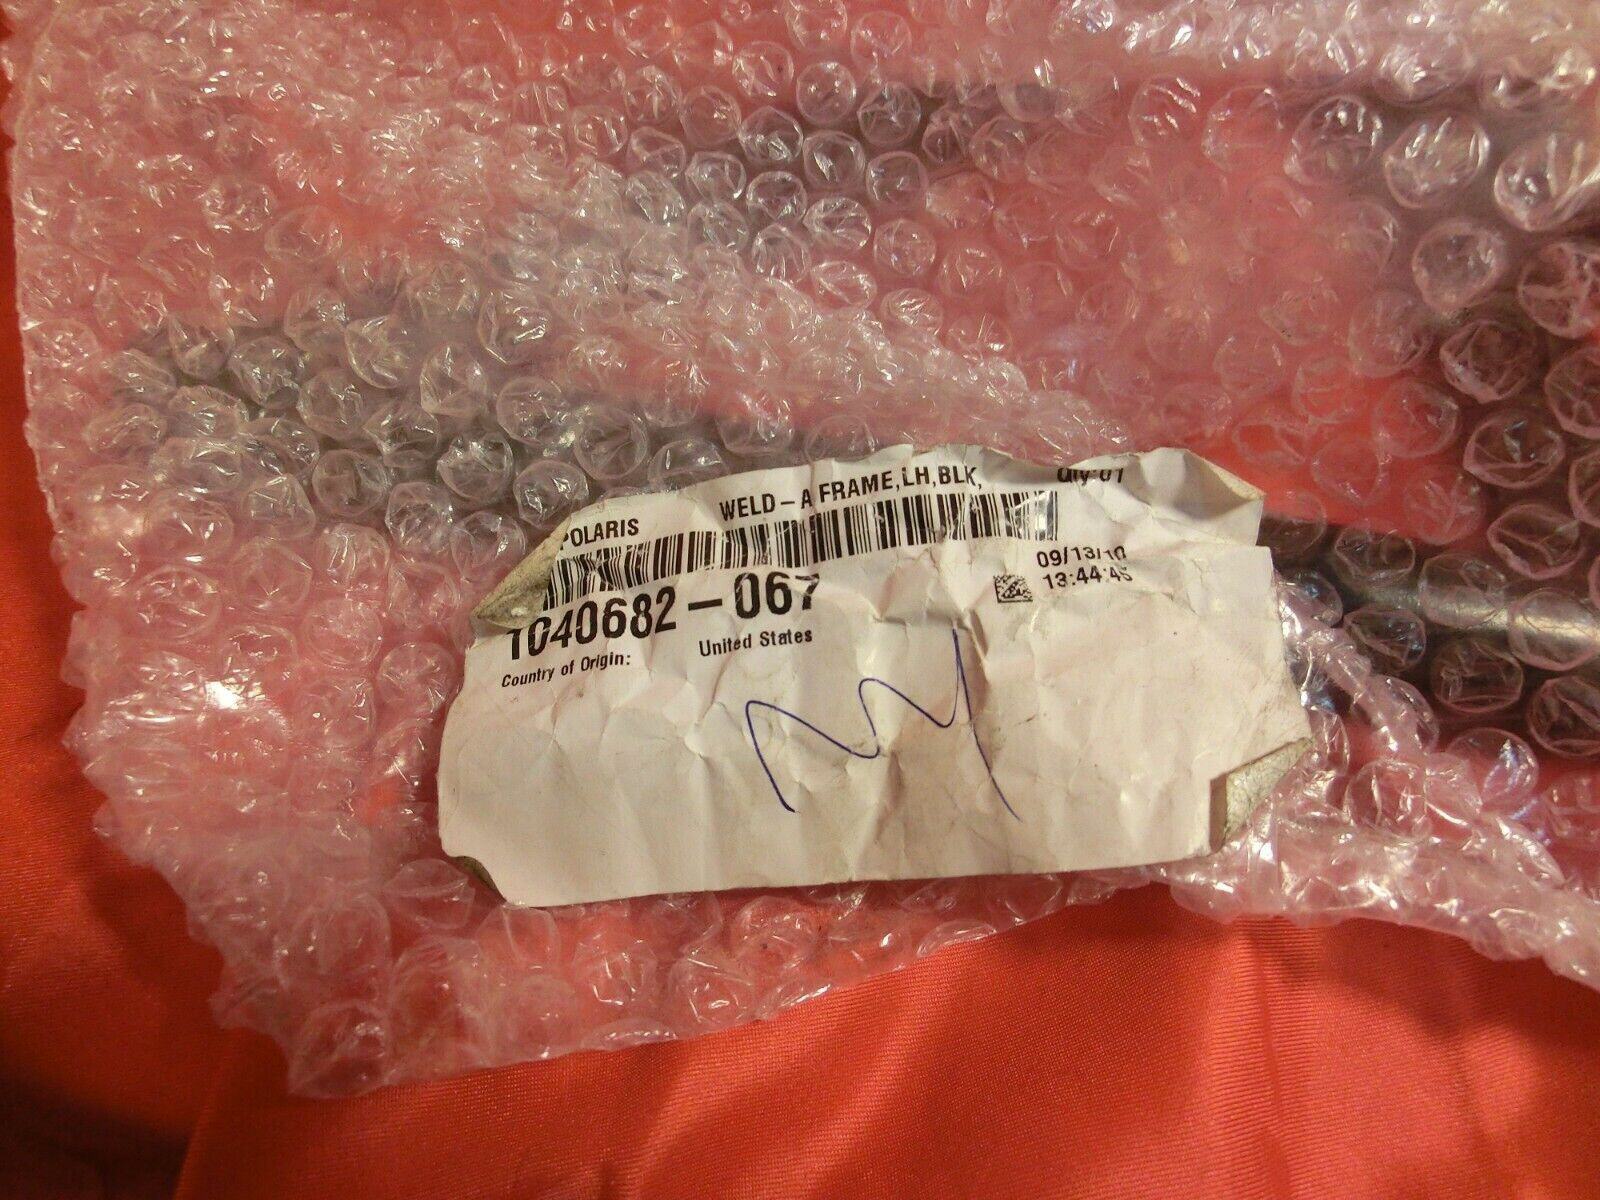 POLARIS WELD-A FRAME,LH,BLK, Qty:01
1040682-067
09/13/10
13:44:45
Country of Origin: United States